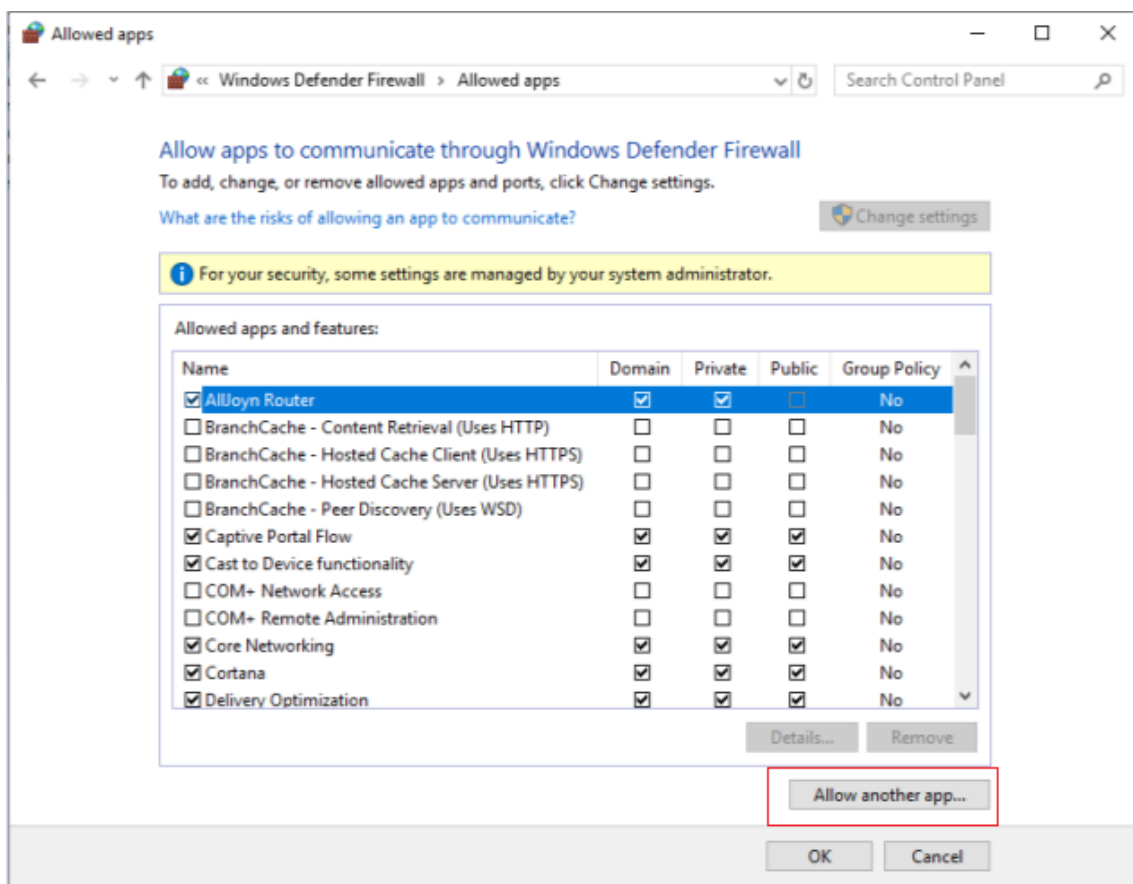 Allowed apps
« Windows Defender Firewall > Allowed apps
Search Control Panel
Allow apps to communicate through Windows Defender Firewall
To add, change, or remove allowed apps and ports, click Change settings.
What are the risks of allowing an app to communicate?
Change settings
For your security, some settings are managed by your system administrator.
Allowed apps and features:
Name Domain Private Public Group Policy
AllJoyn Router No
BranchCache - Content Retrieval (Uses HTTP) No
BranchCache - Hosted Cache Client (Uses HTTPS) No
BranchCache - Hosted Cache Server (Uses HTTPS) No
BranchCache - Peer Discovery (Uses WSD) No
Captive Portal Flow No
Cast to Device functionality No
COM+ Network Access No
COM+ Remote Administration No
Core Networking No
Cortana No
Delivery Optimization No
Details... Remove
Allow another app...
OK Cancel